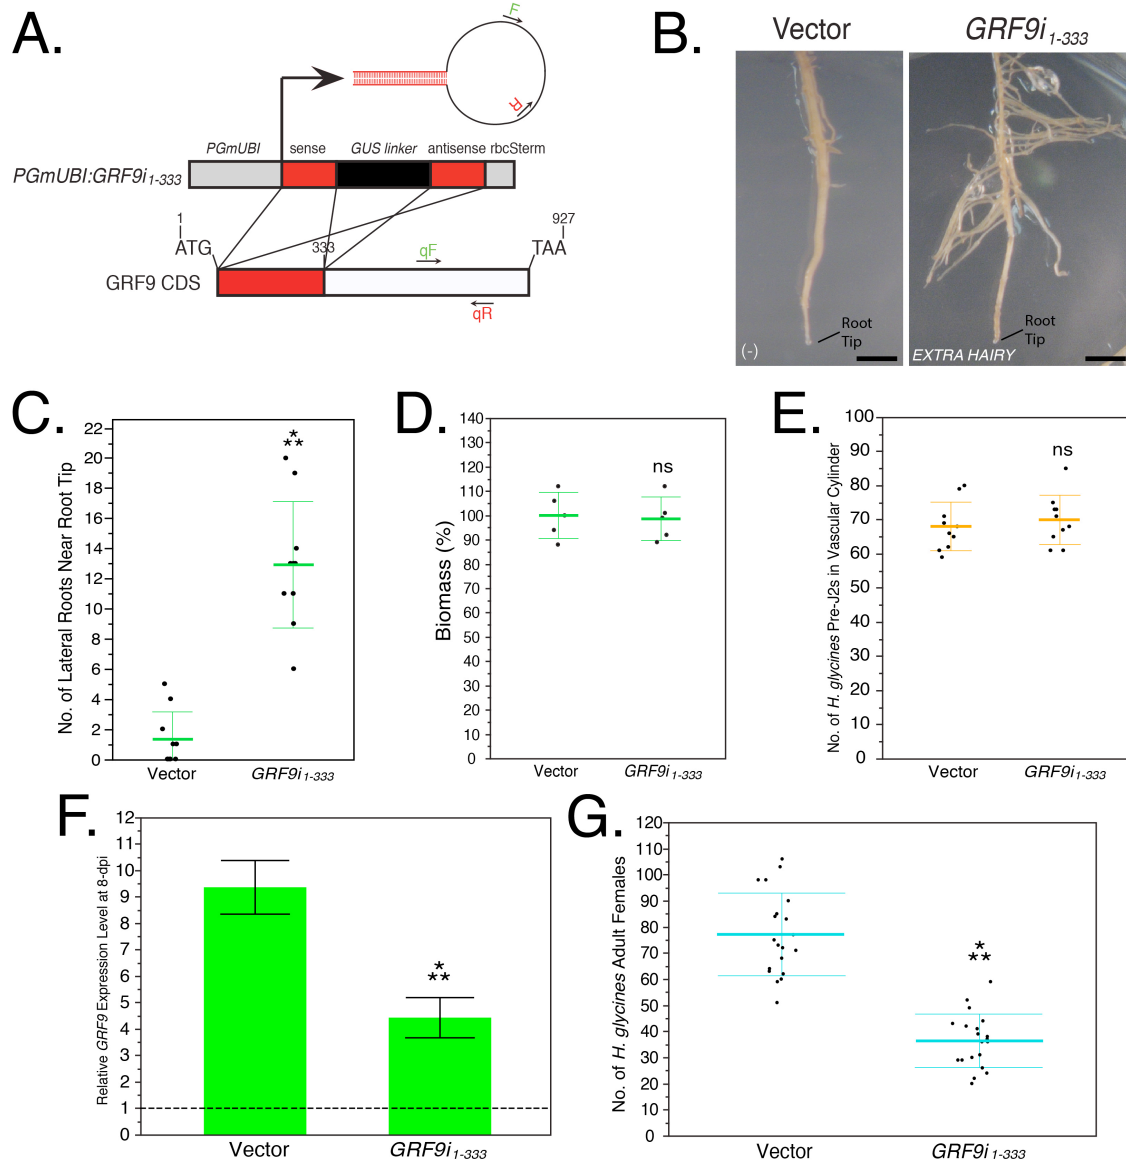 A.
F
R
PGmUBI sense GUS linker antisense rbcSterm
PGmUBI:GRF9i1-333
1 927
ATG 333 TAA
qF
GRF9 CDS
qR
B.
Vector GRF9i1-333
Root
Tip
(-)
Root
Tip
EXTRA HAIRY
C.
No. of Lateral Roots Near Root Tip
22
20
18
16
14
12
10
8
6
4
2
0
*
**
Vector GRF9i1-333
D.
Biomass (%)
140
130
120
110
100
90
80
70
60
50
40
30
20
10
0
ns
Vector GRF9i1-333
E.
No. of H. glycines Pre-J2s in Vascular Cylinder
100
90
80
70
60
50
40
30
20
10
0
ns
Vector GRF9i1-333
F.
Relative GRF9 Expression Level at 8-dpi
12
11
10
9
8
7
6
5
4
3
2
1
0
*
**
Vector GRF9i1-333
G.
No. of H. glycines Adult Females
120
110
100
90
80
70
60
50
40
30
20
10
0
*
**
Vector GRF9i1-333